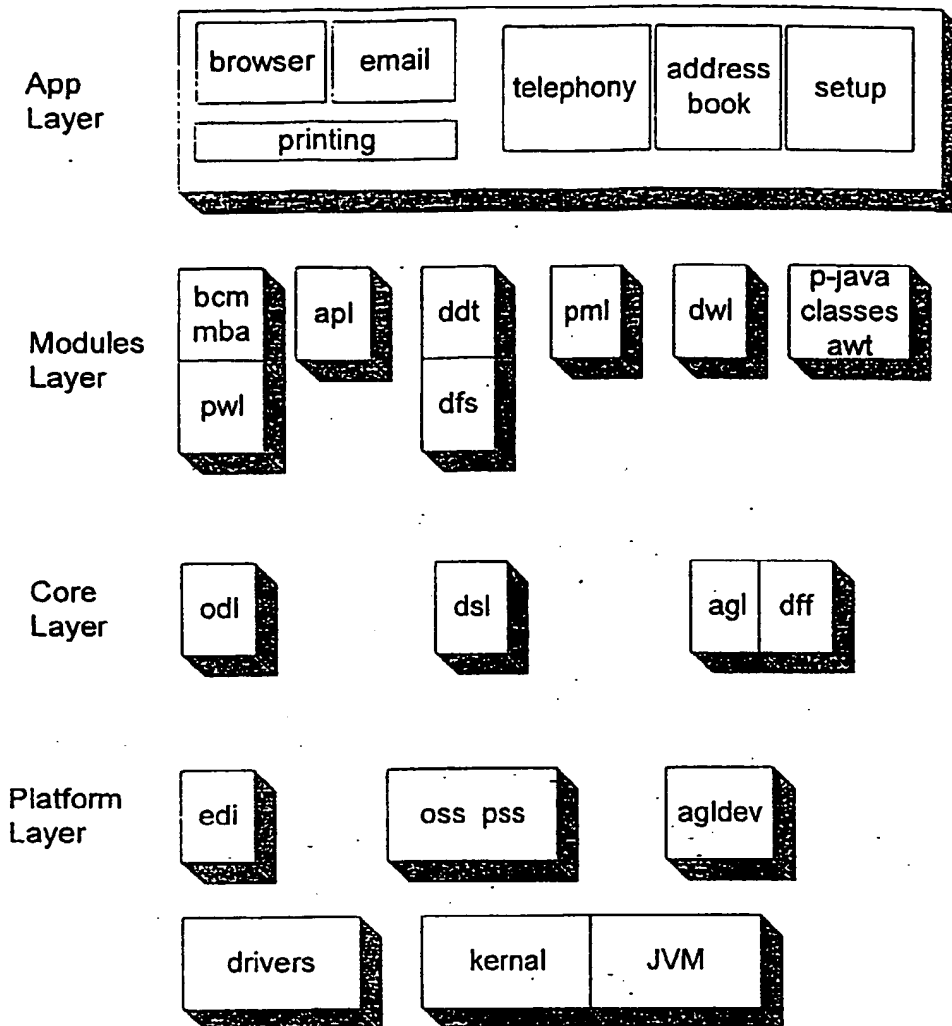 App
Layer
browser
email
printing
telephony
address
book
setup
Modules
Layer
bcm
mba
pwl
apl
ddt
dfs
pml
dwl
p-java
classes
awt
Core
Layer
odl
dsl
agl
dff
Platform
Layer
edi
oss pss
agldev
drivers
kernal
JVM